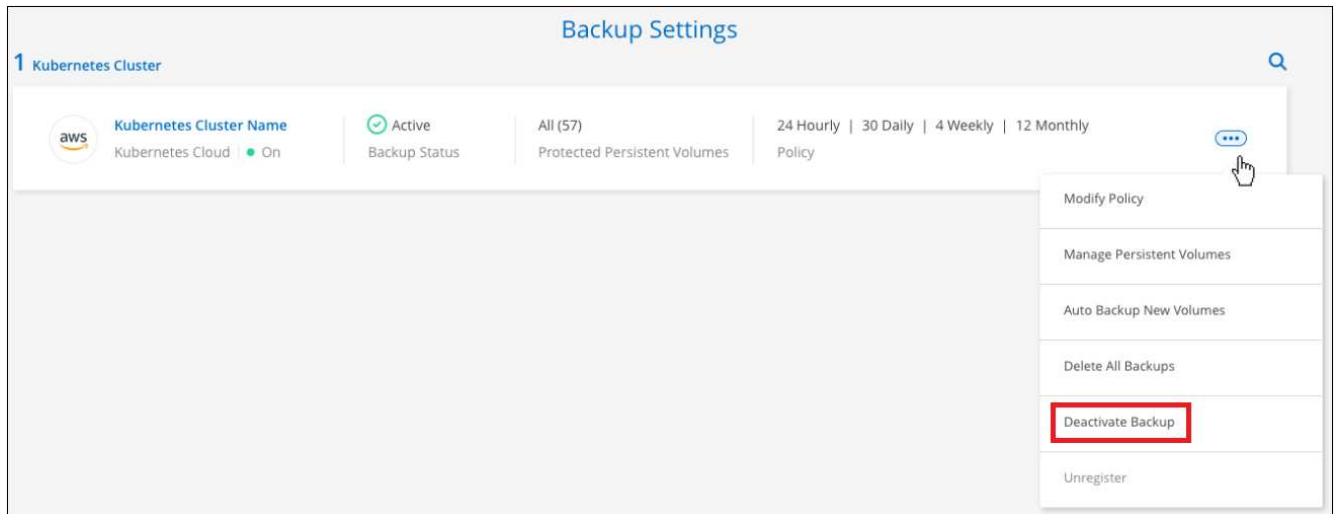 Backup Settings
1 Kubernetes Cluster
aws
Kubernetes Cluster Name
Kubernetes Cloud | On
Active
Backup Status
All (57)
Protected Persistent Volumes
24 Hourly | 30 Daily | 4 Weekly | 12 Monthly
Policy
Modify Policy
Manage Persistent Volumes
Auto Backup New Volumes
Delete All Backups
Deactivate Backup
Unregister